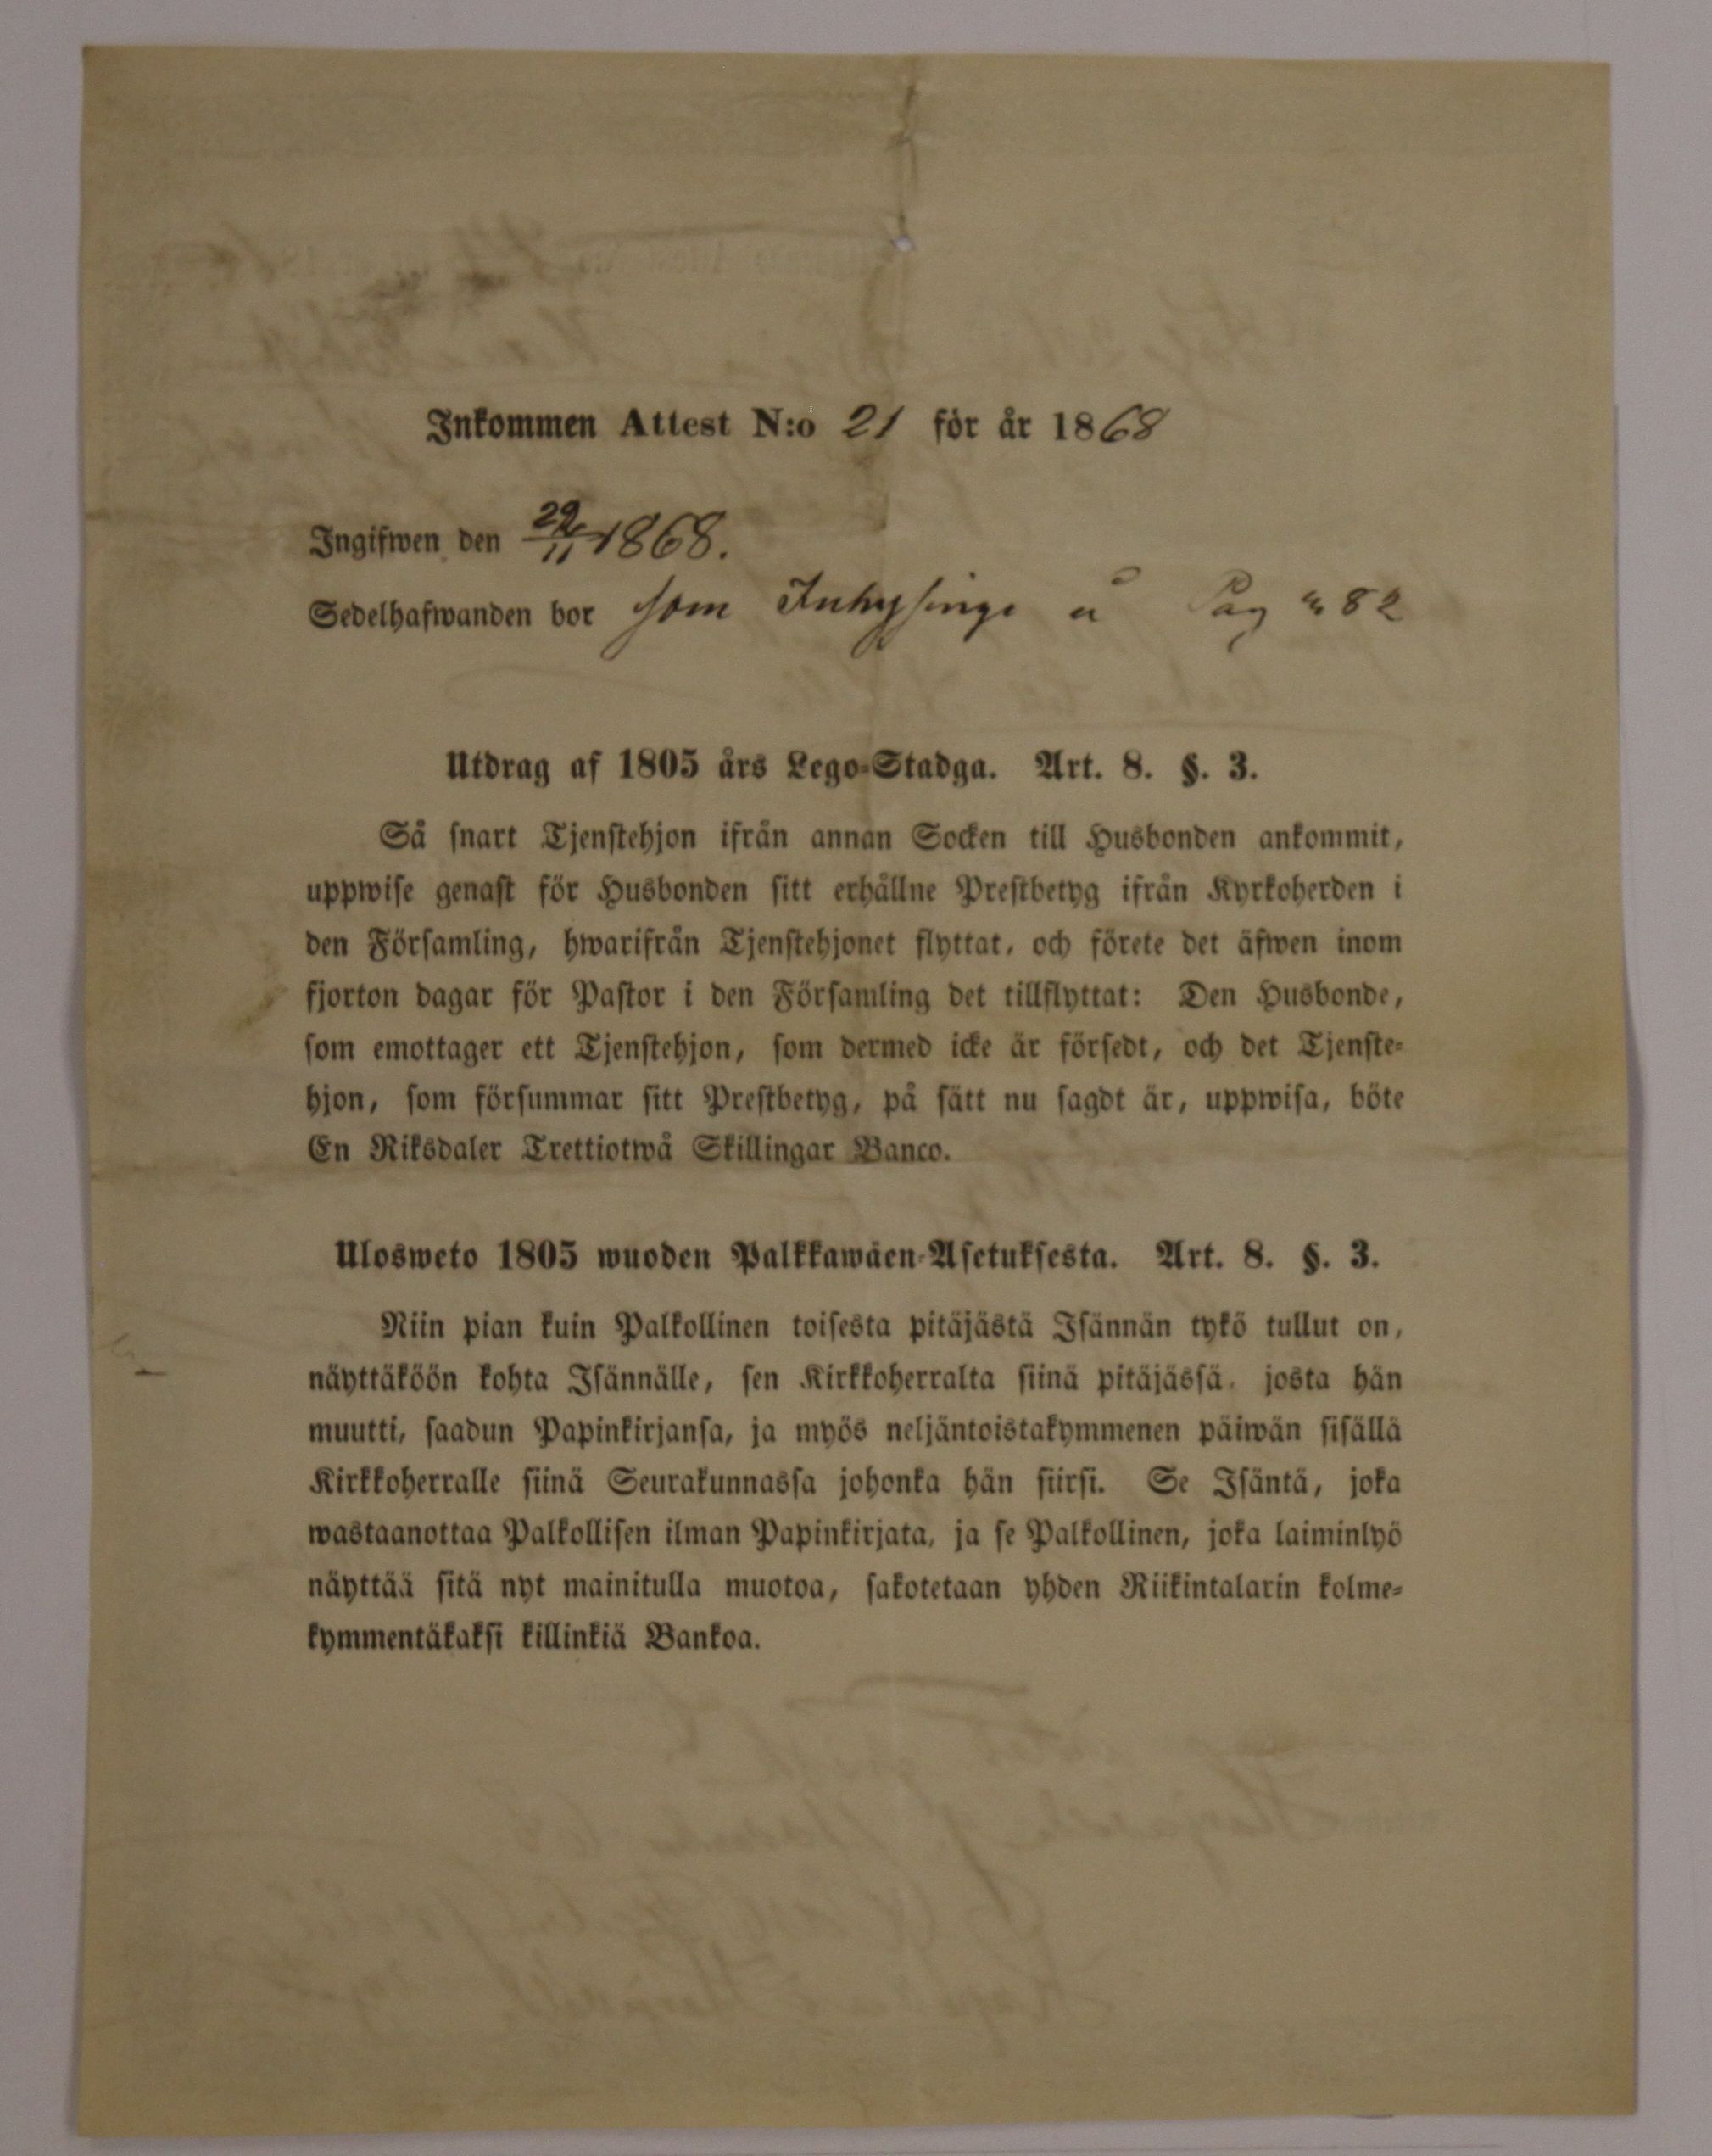 Inkommen Attest N:o 21 för år 1868
Ingifwen den 29/11 1868.
Sedelhafwanden bor som Inhysinge å Pag 82
Utdrag af 1805 års Lego-Stadga. Art. 8. §. 3.
Så snart Tjenstehjon ifrån annan Socken till Husbonden ankommit,
uppwise genast för Husbonden sitt erhållne Prestbetyg ifrån Kyrkoherden i
den Församling, hwarifrån Tjenstehjonet flyttat, och förete det äfwen inom
fjorton dagar för Pastor i den Församling det tillflyttat: Den Husbonde,
som emottager ett Tjenstehjon, som dermed icke är försedt, och det Tjenste-
hjon, som försummar sitt Prestbetyg, på sätt nu sagdt är, uppwisa, böte
En Riksdaler Trettiotwå Skillingar Banco.
Ulosweto 1805 wuoden Palkkawäen-Asetuksesta. Art. 8. §. 3.
Niin pian kuin Palkollinen toisesta pitäjästä Isännän tykö tullut on,
näyttäköön kohta Isännälle, sen Kirkkoherralta siinä pitäjässä, josta hän
muutti, saadun Papinkirjansa, ja myös neljäntoistakymmenen päiwän sisällä
Kirkkoherralle siinä Seurakunnassa johonka hän siirsi. Se Isäntä, joka
wastaanottaa Palkollisen ilman Papinkirjata, ja se Palkollinen, joka laiminlyö
näyttää sitä nyt mainitulla muotoa, sakotetaan yhden Riikintalarin kolme-
kymmentäkaksi killinkiä Bankoa.